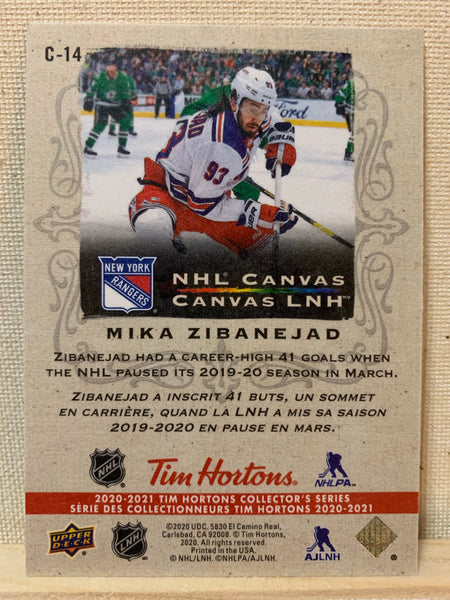 C-14
Ford
93
NEW YORK
RANGERS
NHL® CANVAS
CANVAS LNH™
MIKA ZIBANEJAD
ZIBANEJAD HAD A CAREER-HIGH 41 GOALS WHEN
THE NHL PAUSED ITS 2019-20 SEASON IN MARCH.
ZIBANEJAD A INSCRIT 41 BUTS, UN SOMMET
EN CARRIÈRE, QUAND LA LNH A MIS SA SAISON
2019-2020 EN PAUSE EN MARS.
NHL
Tim Hortons®
NHLPA
2020-2021 TIM HORTONS COLLECTOR'S SERIES
SÉRIE DES COLLECTIONNEURS TIM HORTONS 2020-2021
UPPER
DECK
NHL
©2020 UDC. 5830 El Camino Real,
Carlsbad, CA 92008. © Tim Hortons,
2020. All rights reserved.
Printed in the USA.
©NHL/LNH. ©NHLPA/AJLNH.
AJLNH